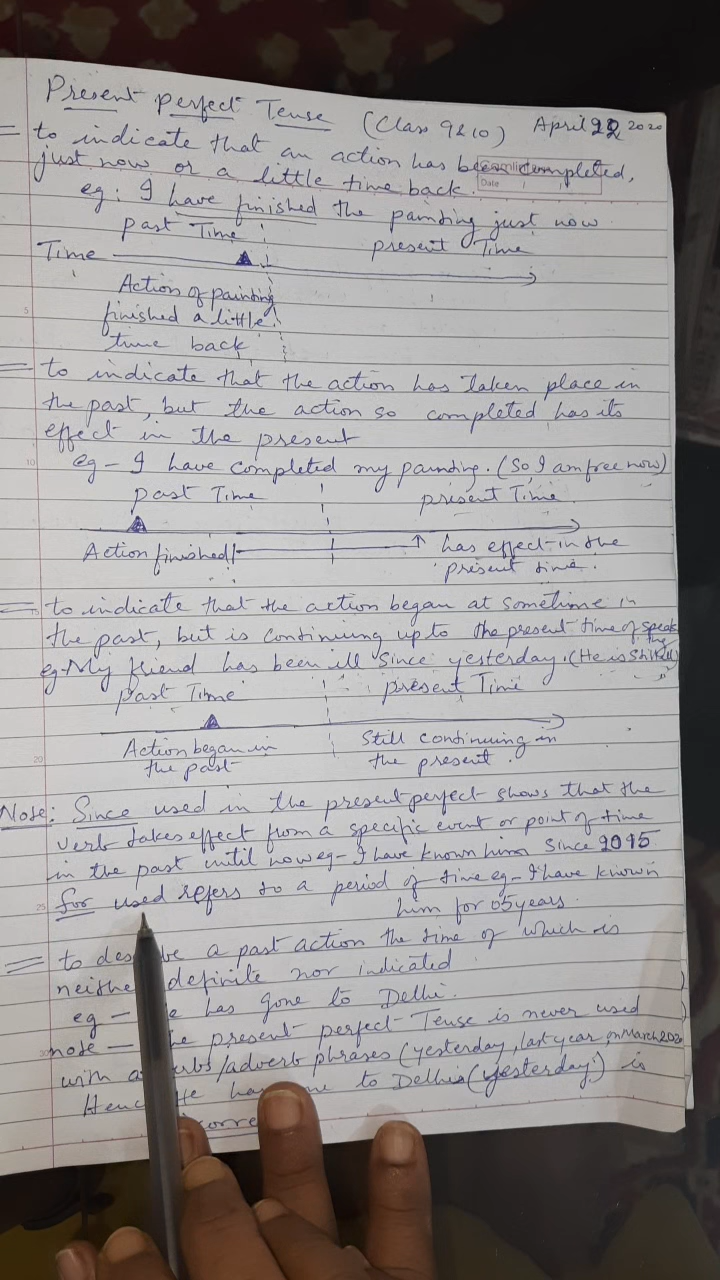 Present perfect Tense (Class 9&10) April 22 2020
= to indicate that an action has been completed,
just now or a little time back.
Date / /
eg: I have finished the painting just now
past Time present Time
Time
Action of painting
finished a little
time back
= to indicate that the action has taken place in
the past, but the action so completed has its
effect in the present
eg - I have completed my painting. (So I am free now)
past Time present Time.
Action finished has effect in the
present time.
= to indicate that the action began at sometime in
the past, but is continuing up to the present time of speaking
eg - My friend has been ill since yesterday. (He is still ill)
past Time present Time
Action began in Still continuing in
the past the present.
Note: Since used in the present perfect shows that the
verb takes effect from a specific event or point of time
in the past until now eg - I have known him since 2015
for used refers to a period of time eg - I have known
him for 05 years.
= to des be a past action the time of which is
neithe definite nor indicated
eg - e has gone to Delhi.
note - he present perfect Tense is never used
with a rbs/adverb phrases (yesterday, last year, in March 2020
Henc He ha ne to Delhi (yesterday) is
corre